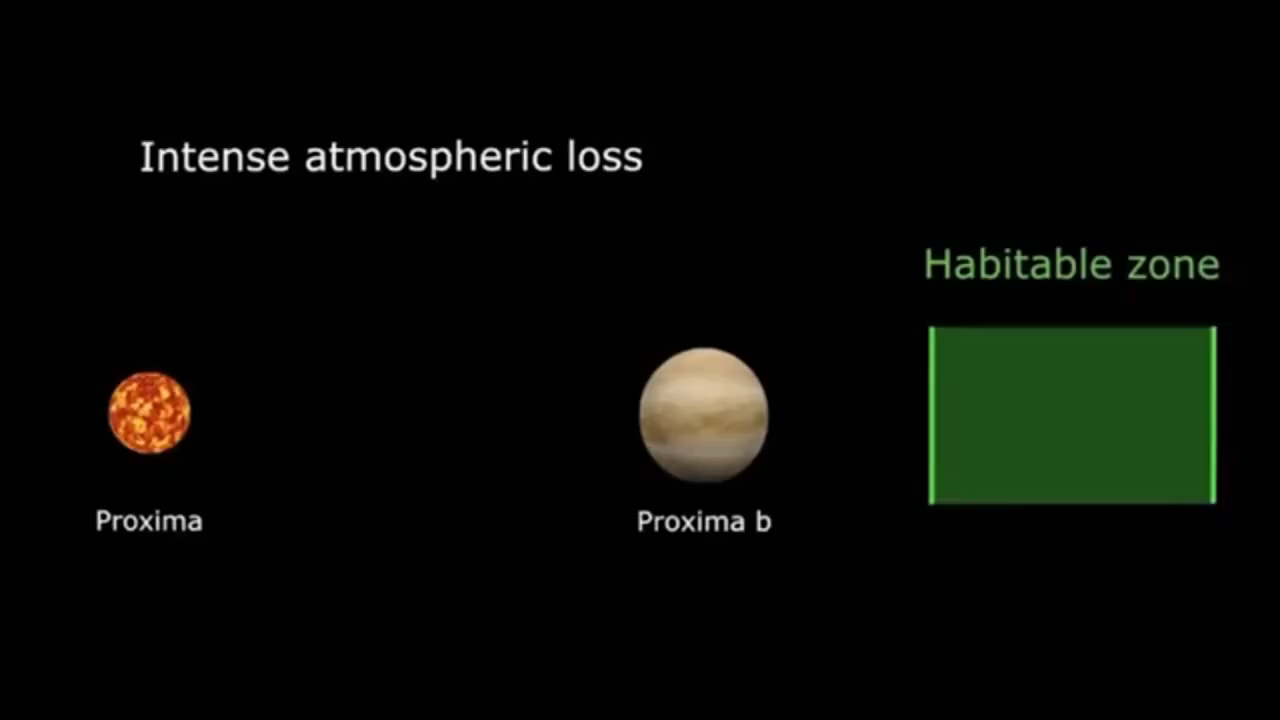 Intense atmospheric loss
Habitable zone
Proxima
Proxima b